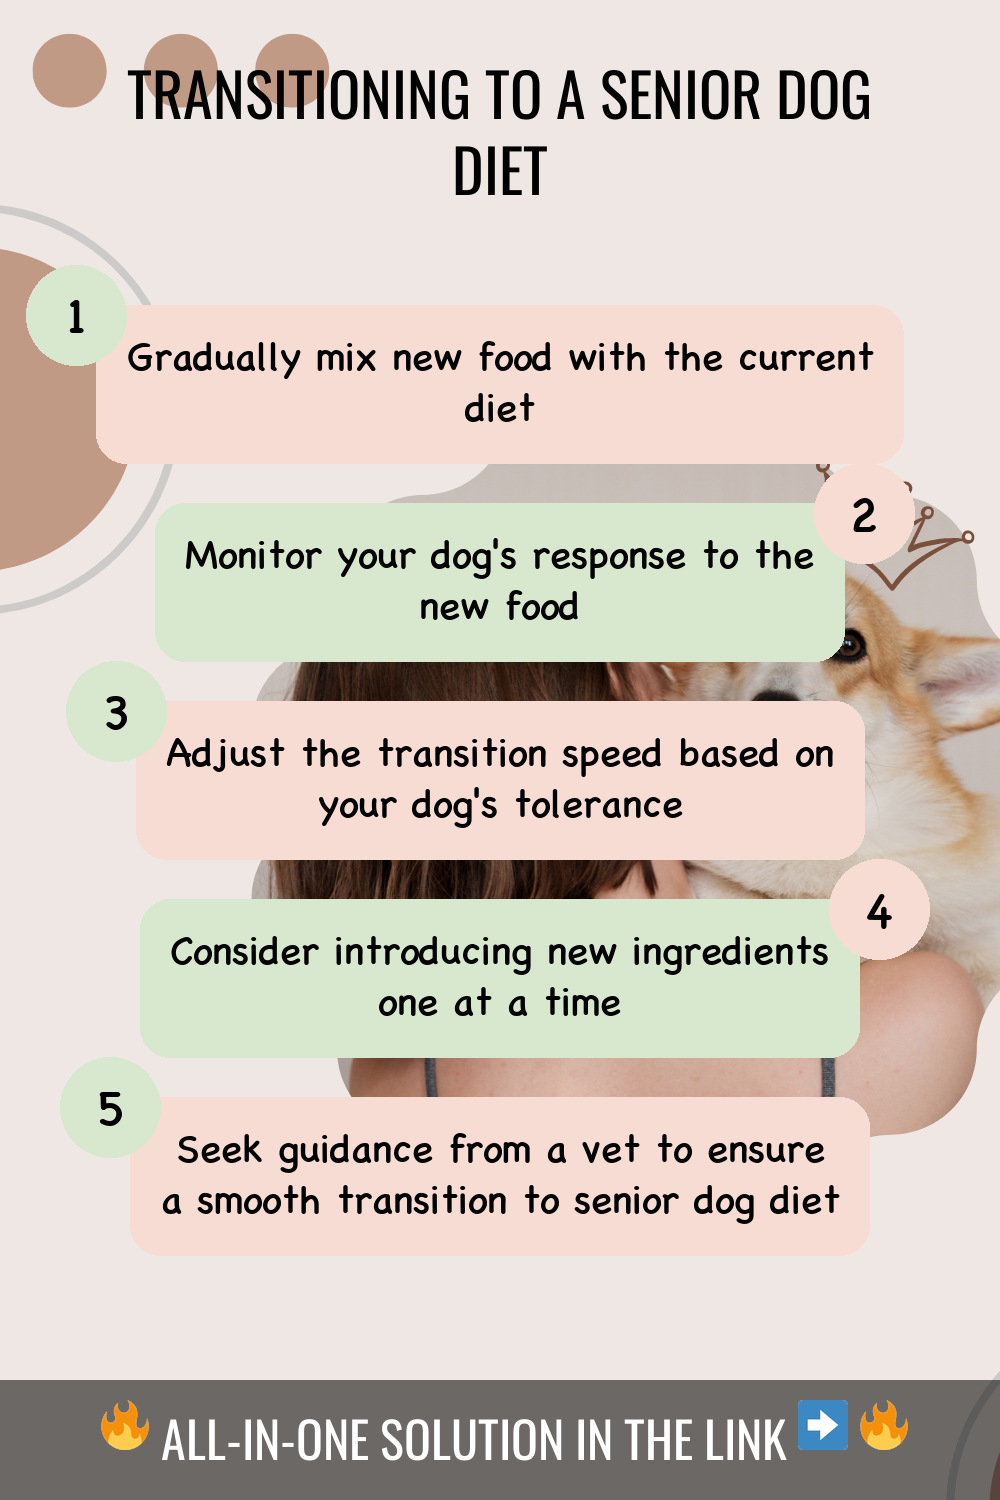 TRANSITIONING TO A SENIOR DOG
DIET
1
Gradually mix new food with the current
diet
2
Monitor your dog's response to the
new food
3
Adjust the transition speed based on
your dog's tolerance
4
Consider introducing new ingredients
one at a time
5
Seek guidance from a vet to ensure
a smooth transition to senior dog diet
🔥 ALL-IN-ONE SOLUTION IN THE LINK ➡️ 🔥